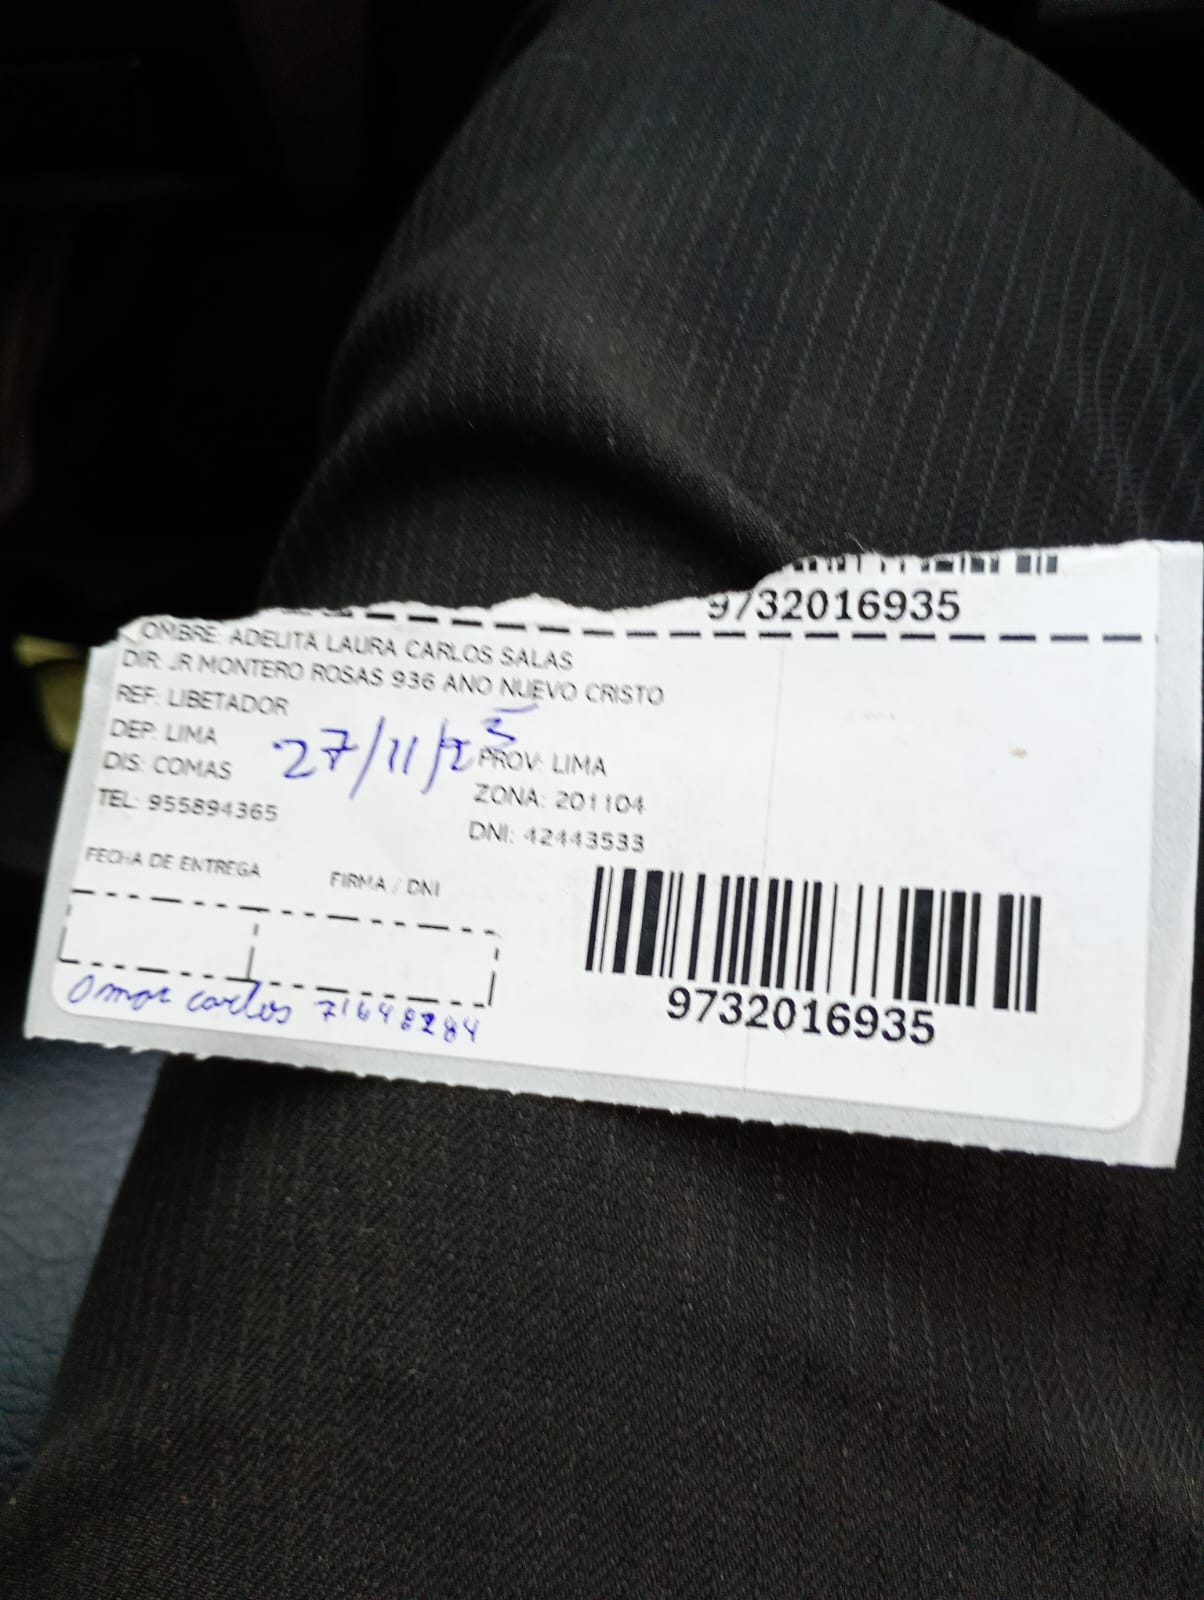 9732016935
OMBRE: ADELITA LAURA CARLOS SALAS
DIR: JR MONTERO ROSAS 936 ANO NUEVO CRISTO
REF: LIBETADOR
DEP: LIMA
27/11/23
PROV: LIMA
DIS: COMAS
ZONA: 201104
TEL: 955894365
DNI: 42443533
FECHA DE ENTREGA
FIRMA / DNI
Omar carlos 71648284
9732016935